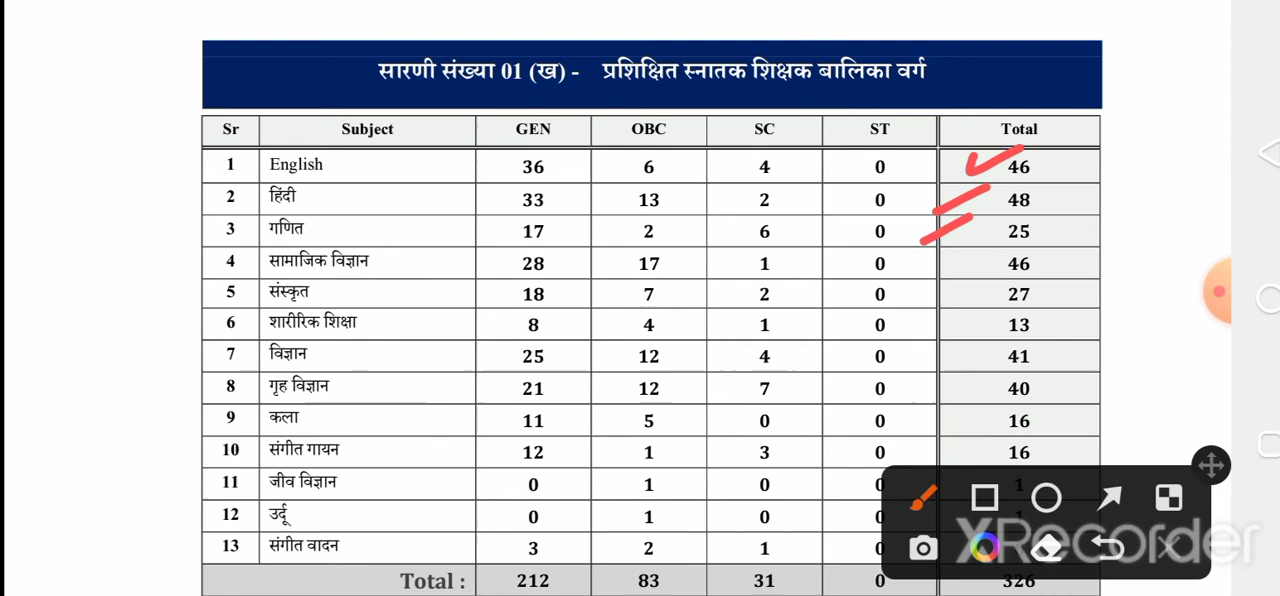 सारणी संख्या 01 (ख) - प्रशिक्षित स्नातक शिक्षक बालिका वर्ग
Sr Subject GEN OBC SC ST Total
1 English 36 6 4 0 46
2 हिंदी 33 13 2 0 48
3 गणित 17 2 6 0 25
4 सामाजिक विज्ञान 28 17 1 0 46
5 संस्कृत 18 7 2 0 27
6 शारीरिक शिक्षा 8 4 1 0 13
7 विज्ञान 25 12 4 0 41
8 गृह विज्ञान 21 12 7 0 40
9 कला 11 5 0 0 16
10 संगीत गायन 12 1 3 0 16
11 जीव विज्ञान 0 1 0 0 1
12 उर्दू 0 1 0 0 1
13 संगीत वादन 3 2 1 0
Total : 212 83 31 0 326
XRecorder